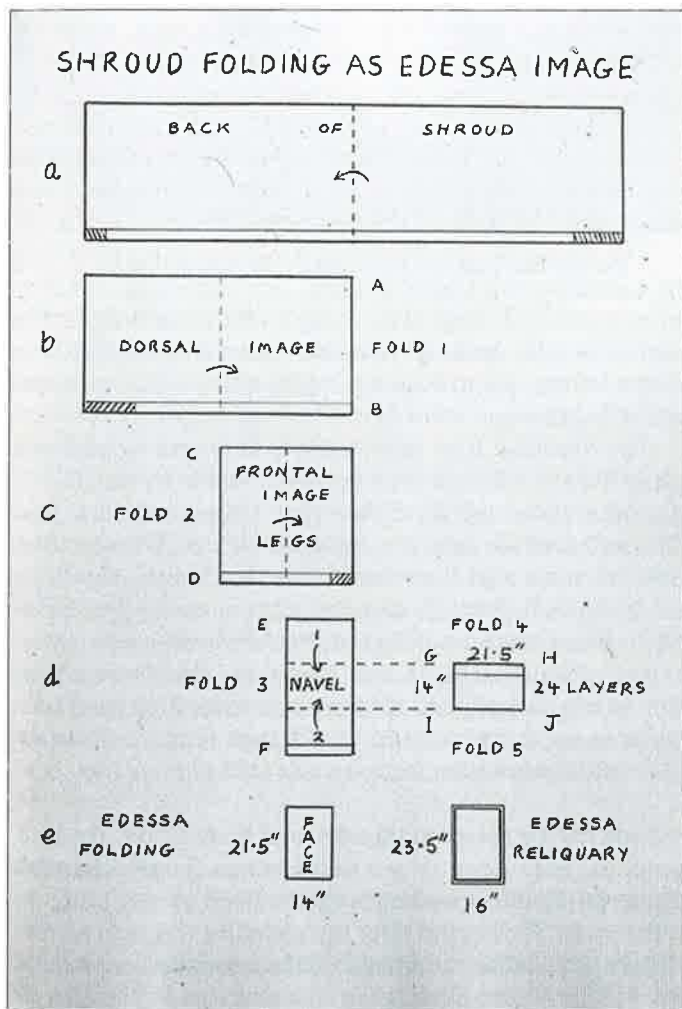 SHROUD FOLDING AS EDESSA IMAGE
BACK OF SHROUD
a
A
b DORSAL IMAGE FOLD 1
B
C
FRONTAL
IMAGE
C FOLD 2
LEGS
D
E FOLD 4
1 G 21.5" H
d FOLD 3 NAVEL 14" 24 LAYERS
2 I J
F FOLD 5
e EDESSA FOLDING 21.5" FACE 23.5" EDESSA RELIQUARY
14" 16"